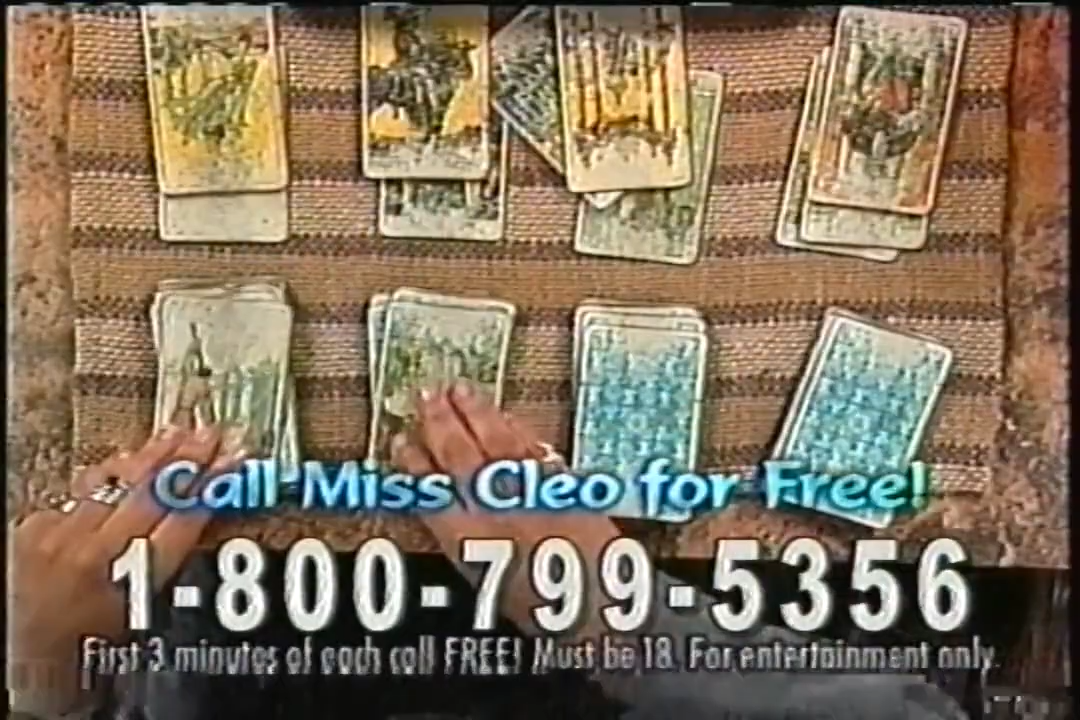 Call Miss Cleo for Free!
1-800-799-5356
First 3 minutes of each call FREE! Must be 18. For entertainment only.